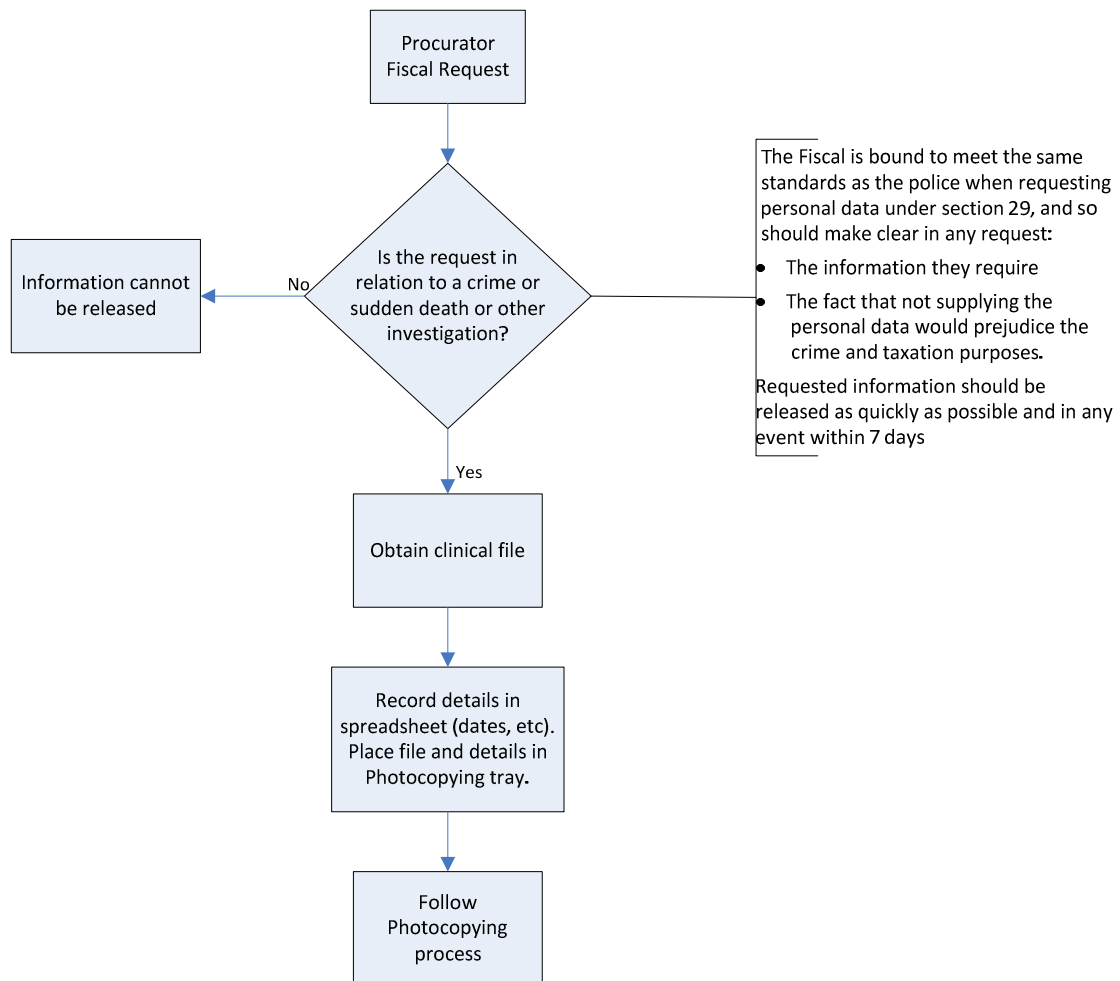 Procurator
Fiscal Request
Is the request in
relation to a crime or
sudden death or other
investigation?
No
Information cannot
be released
The Fiscal is bound to meet the same
standards as the police when requesting
personal data under section 29, and so
should make clear in any request:
• The information they require
• The fact that not supplying the
personal data would prejudice the
crime and taxation purposes.
Requested information should be
released as quickly as possible and in any
event within 7 days
Yes
Obtain clinical file
Record details in
spreadsheet (dates, etc).
Place file and details in
Photocopying tray.
Follow
Photocopying
process